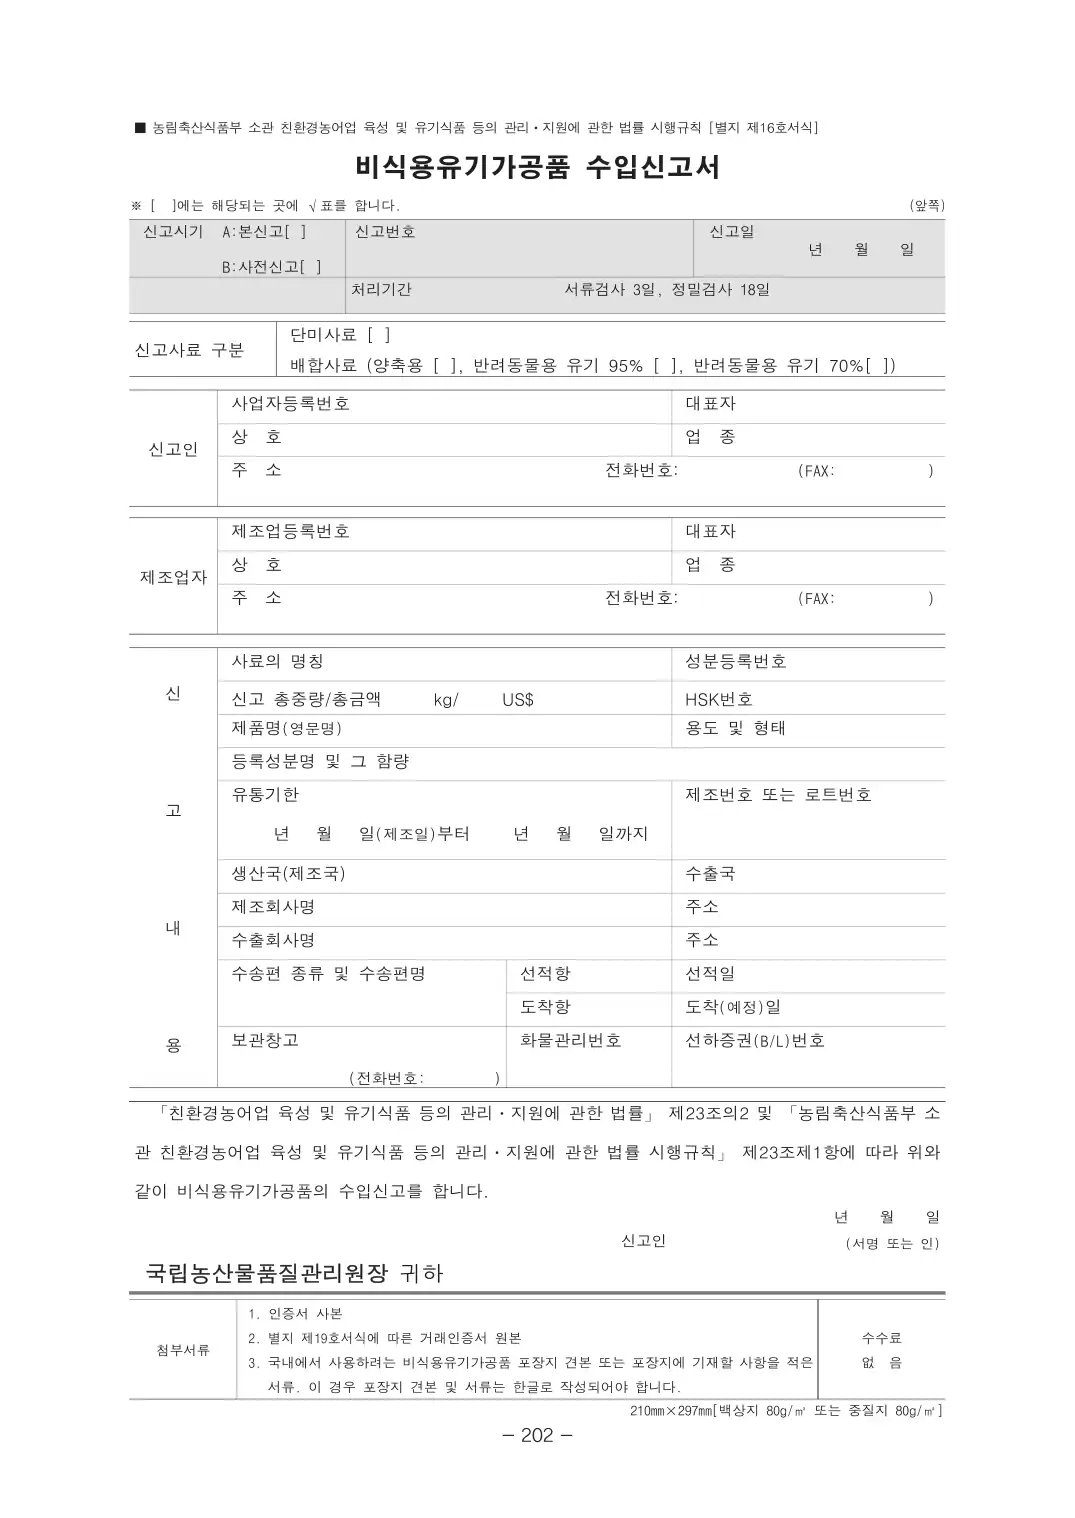 ■ 농림축산식품부 소관 친환경농어업 육성 및 유기식품 등의 관리·지원에 관한 법률 시행규칙 [별지 제16호서식]
비식용유기가공품 수입신고서
※ [  ]에는 해당되는 곳에 √표를 합니다. (앞쪽)
신고시기 A:본신고[ ] 신고번호 신고일
년 월 일
B:사전신고[ ]
처리기간 서류검사 3일, 정밀검사 18일
신고사료 구분 단미사료 [ ]
배합사료 (양축용 [ ], 반려동물용 유기 95% [ ], 반려동물용 유기 70%[ ])
신고인 사업자등록번호 대표자
상 호 업 종
주 소 전화번호: (FAX: )
제조업자 제조업등록번호 대표자
상 호 업 종
주 소 전화번호: (FAX: )
신고내용 사료의 명칭 성분등록번호
신고 총중량/총금액 kg/ US$ HSK번호
제품명(영문명) 용도 및 형태
등록성분명 및 그 함량
유통기한 제조번호 또는 로트번호
년 월 일(제조일)부터 년 월 일까지
생산국(제조국) 수출국
제조회사명 주소
수출회사명 주소
수송편 종류 및 수송편명 선적항 선적일
도착항 도착(예정)일
보관창고 화물관리번호 선하증권(B/L)번호
(전화번호: )
「친환경농어업 육성 및 유기식품 등의 관리·지원에 관한 법률」 제23조의2 및 「농림축산식품부 소
관 친환경농어업 육성 및 유기식품 등의 관리·지원에 관한 법률 시행규칙」 제23조제1항에 따라 위와
같이 비식용유기가공품의 수입신고를 합니다.
년 월 일
신고인 (서명 또는 인)
국립농산물품질관리원장 귀하
첨부서류 1. 인증서 사본
2. 별지 제19호서식에 따른 거래인증서 원본
3. 국내에서 사용하려는 비식용유기가공품 포장지 견본 또는 포장지에 기재할 사항을 적은
서류. 이 경우 포장지 견본 및 서류는 한글로 작성되어야 합니다.
수수료
없 음
210㎜×297㎜[백상지 80g/㎡ 또는 중질지 80g/㎡]
- 202 -